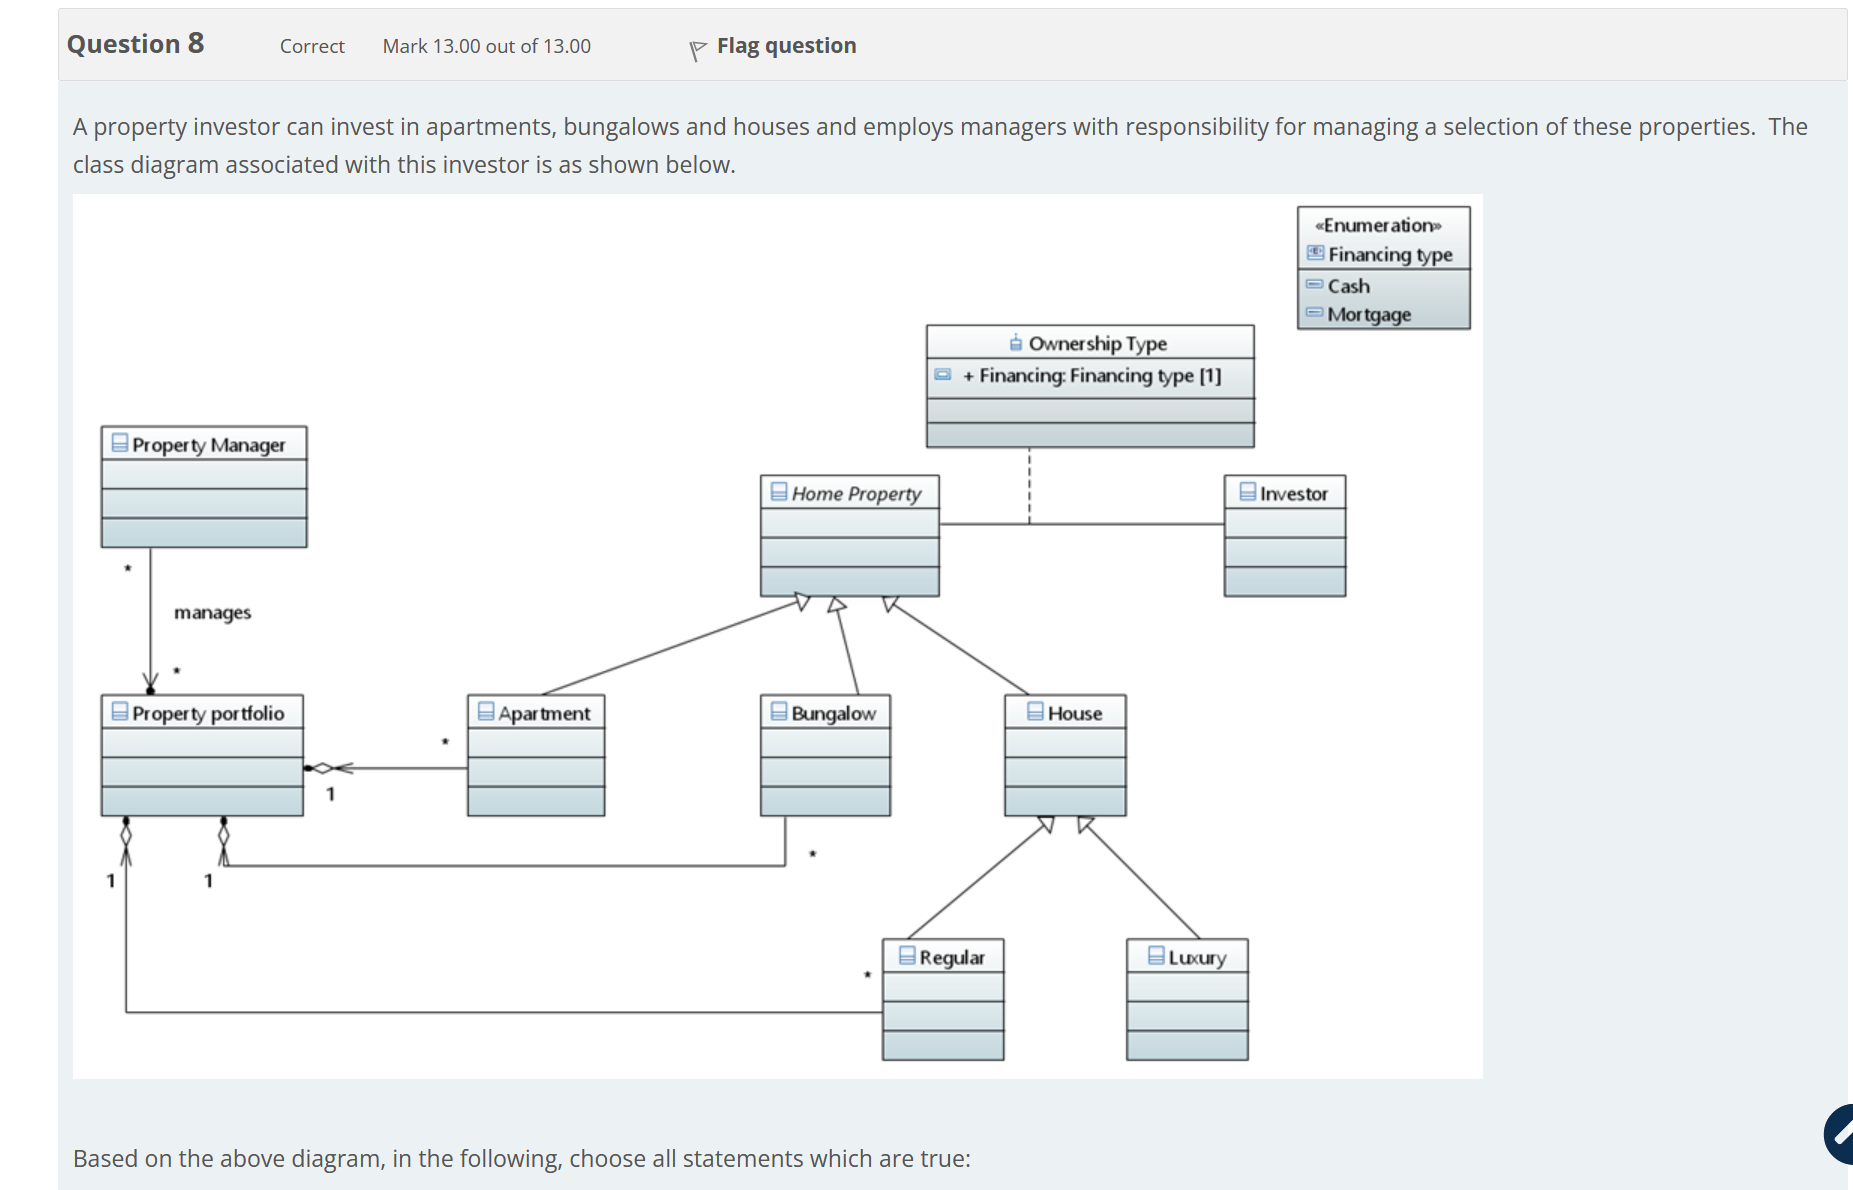 Question 8 Correct Mark 13.00 out of 13.00 Flag question
A property investor can invest in apartments, bungalows and houses and employs managers with responsibility for managing a selection of these properties. The
class diagram associated with this investor is as shown below.
«Enumeration»
Financing type
Cash
Mortgage
Ownership Type
+ Financing: Financing type [1]
Property Manager
Home Property
Investor
*
manages
*
Property portfolio
Apartment
Bungalow
House
*
1
*
1
1
Regular
Luxury
*
Based on the above diagram, in the following, choose all statements which are true: